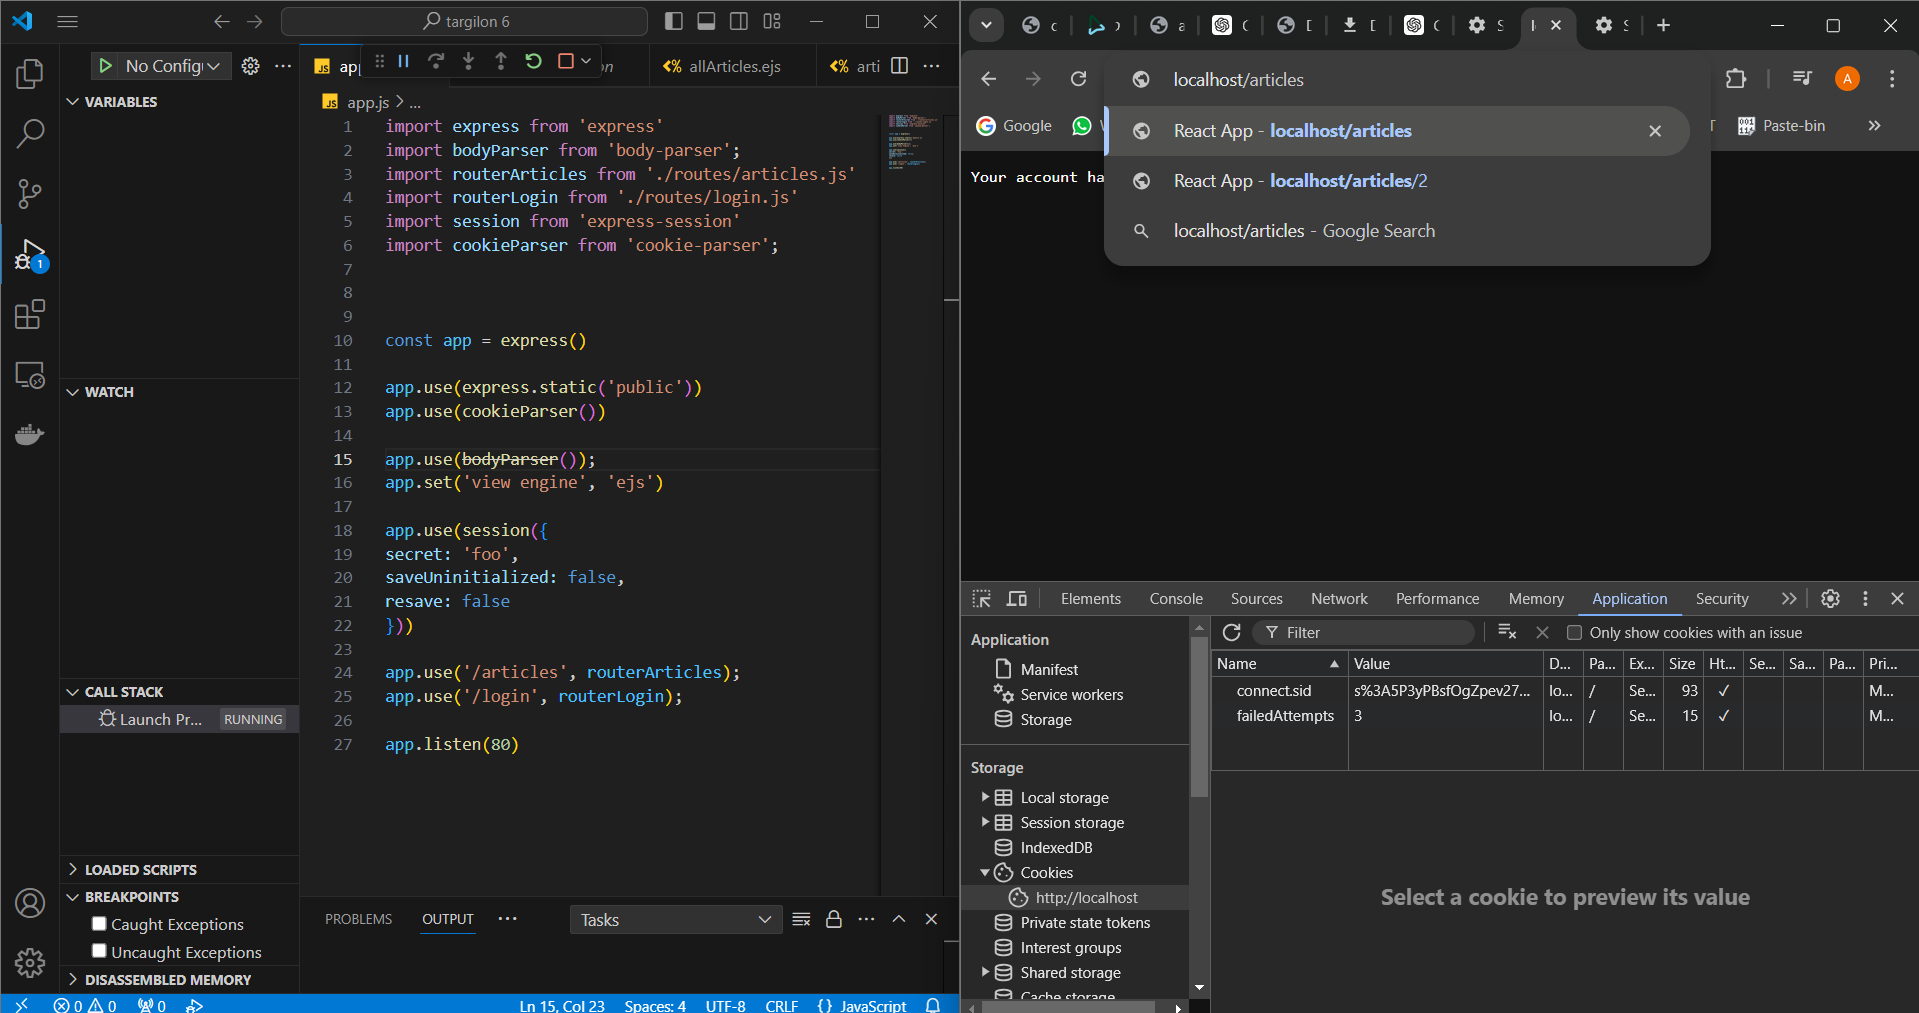 targilon 6
No Config
VARIABLES
WATCH
CALL STACK
Launch Pr... RUNNING
LOADED SCRIPTS
BREAKPOINTS
Caught Exceptions
Uncaught Exceptions
DISASSEMBLED MEMORY
JS app on allArticles.ejs arti
JS app.js > ...
1 import express from 'express'
2 import bodyParser from 'body-parser';
3 import routerArticles from './routes/articles.js'
4 import routerLogin from './routes/login.js'
5 import session from 'express-session'
6 import cookieParser from 'cookie-parser';
7
8
9
10 const app = express()
11
12 app.use(express.static('public'))
13 app.use(cookieParser())
14
15 app.use(bodyParser());
16 app.set('view engine', 'ejs')
17
18 app.use(session({
19 secret: 'foo',
20 saveUninitialized: false,
21 resave: false
22 }))
23
24 app.use('/articles', routerArticles);
25 app.use('/login', routerLogin);
26
27 app.listen(80)
PROBLEMS OUTPUT ... Tasks
1
0 0 0 Ln 15, Col 23 Spaces: 4 UTF-8 CRLF {} JavaScript
localhost/articles
A
Google
Paste-bin
React App - localhost/articles
React App - localhost/articles/2
localhost/articles - Google Search
Your account ha
Elements Console Sources Network Performance Memory Application Security
Application
Manifest
Service workers
Storage
Storage
Local storage
Session storage
IndexedDB
Cookies
http://localhost
Private state tokens
Interest groups
Shared storage
Cache storage
Filter Only show cookies with an issue
Name Value D... Pa... Ex... Size Ht... Se... Sa... Pa... Pri...
connect.sid s%3A5P3yPBsfOgZpev27... lo... / Se... 93 ✓ M...
failedAttempts 3 lo... / Se... 15 ✓ M...
Select a cookie to preview its value